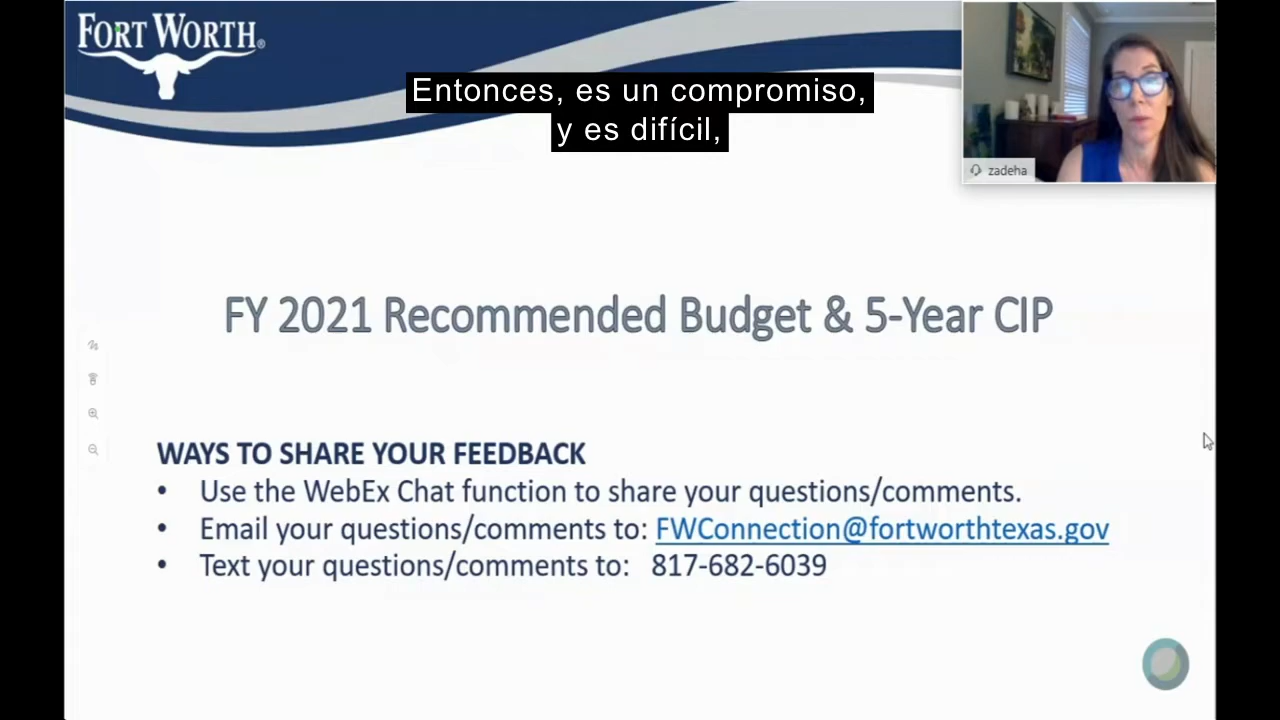 FORT WORTH®
Entonces, es un compromiso,
y es difícil,
zadeha
FY 2021 Recommended Budget & 5-Year CIP
WAYS TO SHARE YOUR FEEDBACK
• Use the WebEx Chat function to share your questions/comments.
• Email your questions/comments to: FWConnection@fortworthtexas.gov
• Text your questions/comments to: 817-682-6039